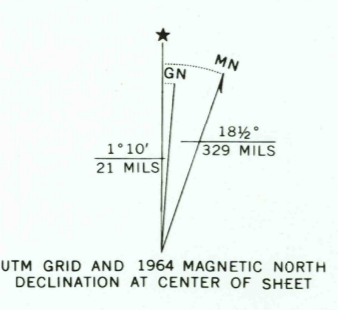 ★
GN
MN
1°10′
21 MILS
18½°
329 MILS
UTM GRID AND 1964 MAGNETIC NORTH
DECLINATION AT CENTER OF SHEET